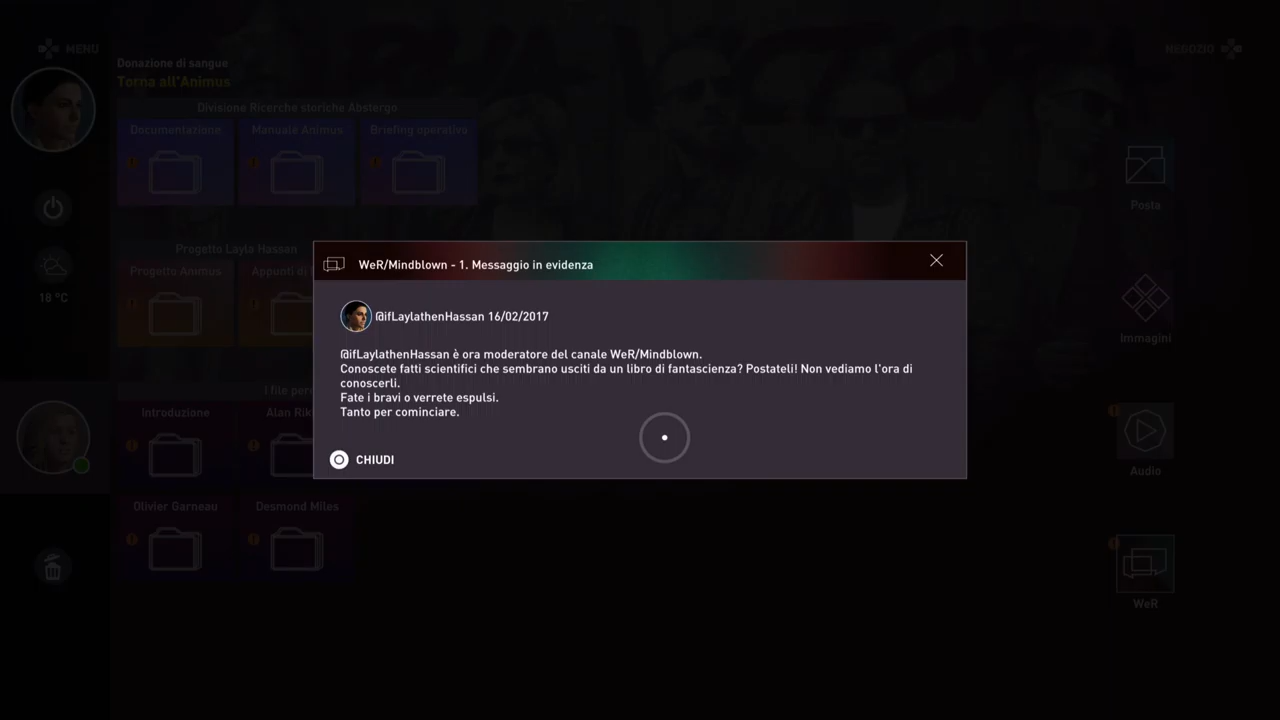 MENU
NEGOZIO
Donazione di sangue
Torna all'Animus
Divisione Ricerche storiche Abstergo
Documentazione
Manuale Animus
Briefing operativo
Posta
Progetto Layla Hassan
Progetto Animus
Appunti di
18 °C
WeR/Mindblown - 1. Messaggio in evidenza
@ifLaylathenHassan 16/02/2017
@ifLaylathenHassan è ora moderatore del canale WeR/Mindblown.
Conoscete fatti scientifici che sembrano usciti da un libro di fantascienza? Postateli! Non vediamo l'ora di
conoscerli.
Fate i bravi o verrete espulsi.
Tanto per cominciare.
CHIUDI
Immagini
I file per
Introduzione
Alan Rik
Audio
Olivier Garneau
Desmond Miles
WeR